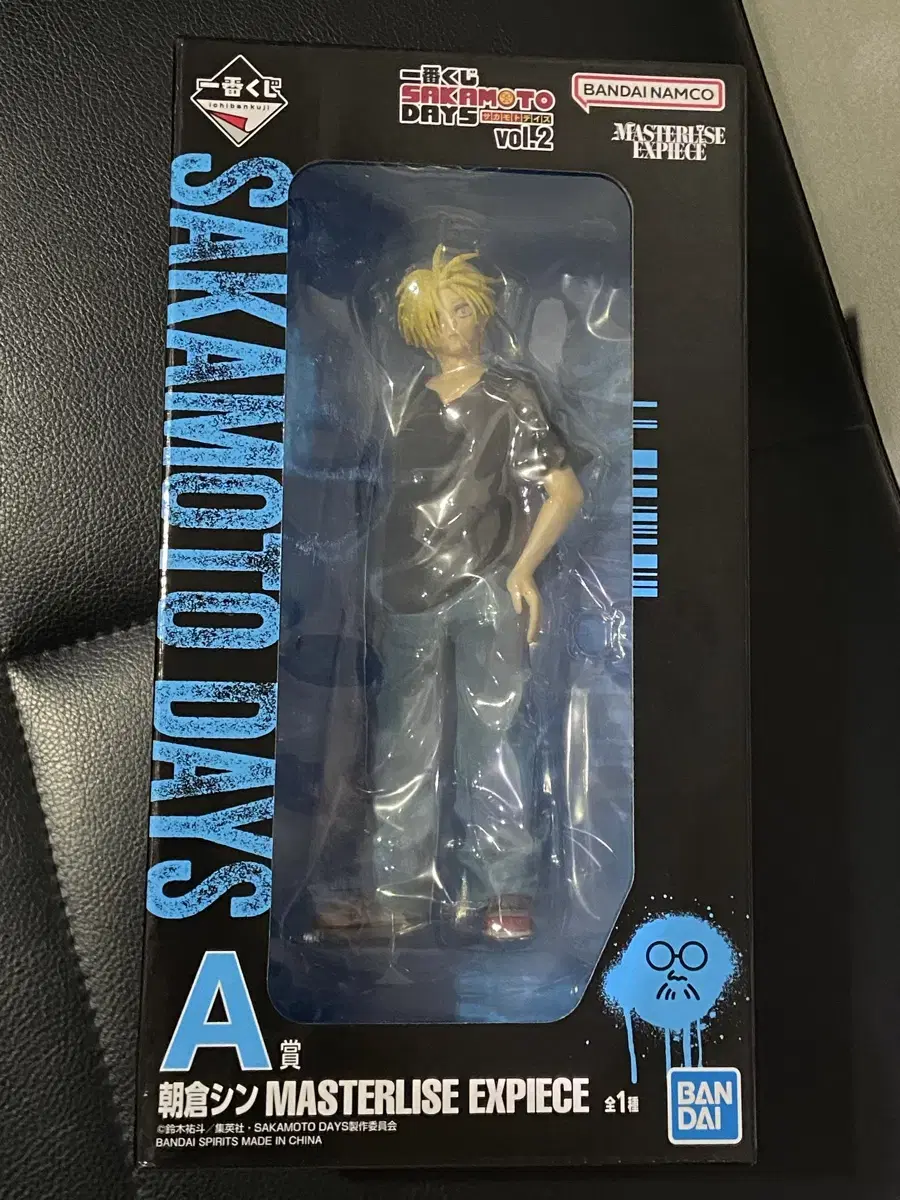 一番くじ
ichibankuji
一番くじ
SAKAMOTO
DAYS サカモトデイズ
vol.2
BANDAI NAMCO
MASTERLISE
EXPIECE
SAKAMOTO DAYS
A賞
朝倉シン MASTERLISE EXPIECE 全1種
©鈴木祐斗/集英社・SAKAMOTO DAYS製作委員会
BANDAI SPIRITS MADE IN CHINA
BAN
DAI